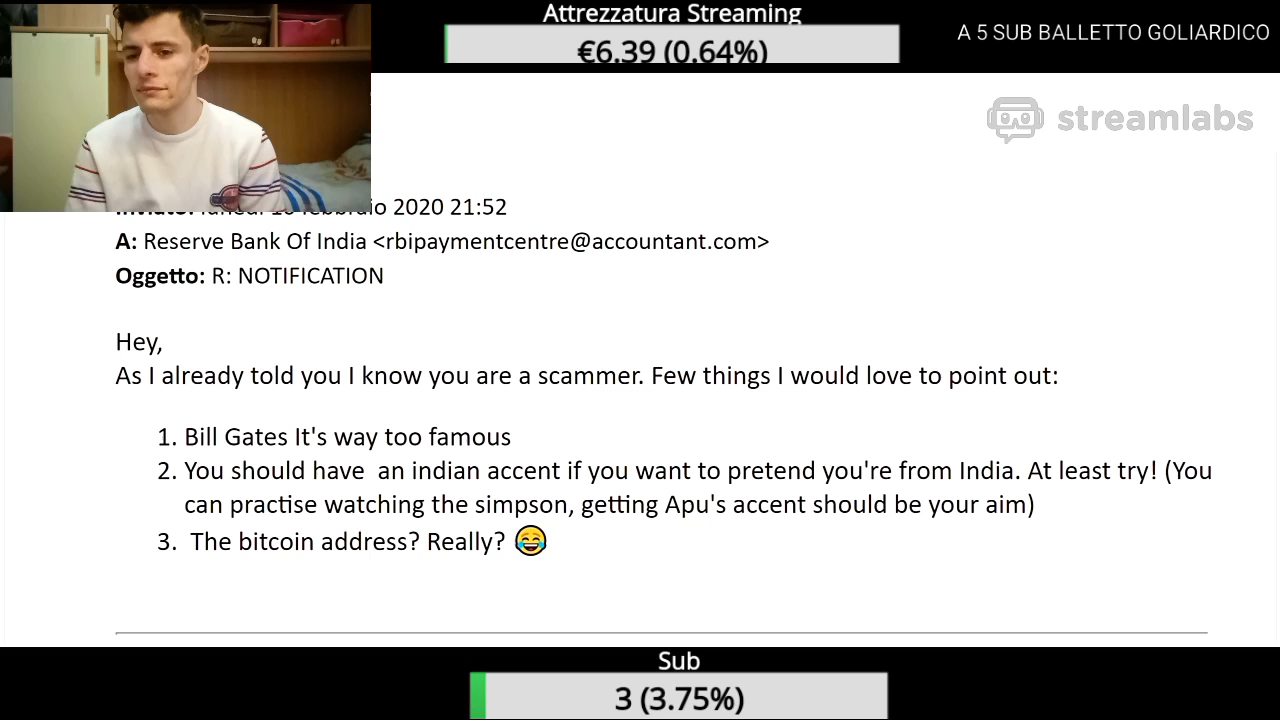 Attrezzatura Streaming
€6.39 (0.64%)
A 5 SUB BALLETTO GOLIARDICO
streamlabs
2020 21:52
A: Reserve Bank Of India <rbipaymentcentre@accountant.com>
Oggetto: R: NOTIFICATION
Hey,
As I already told you I know you are a scammer. Few things I would love to point out:
1. Bill Gates It's way too famous
2. You should have  an indian accent if you want to pretend you're from India. At least try! (You
can practise watching the simpson, getting Apu's accent should be your aim)
3.  The bitcoin address? Really? 😂
Sub
3 (3.75%)